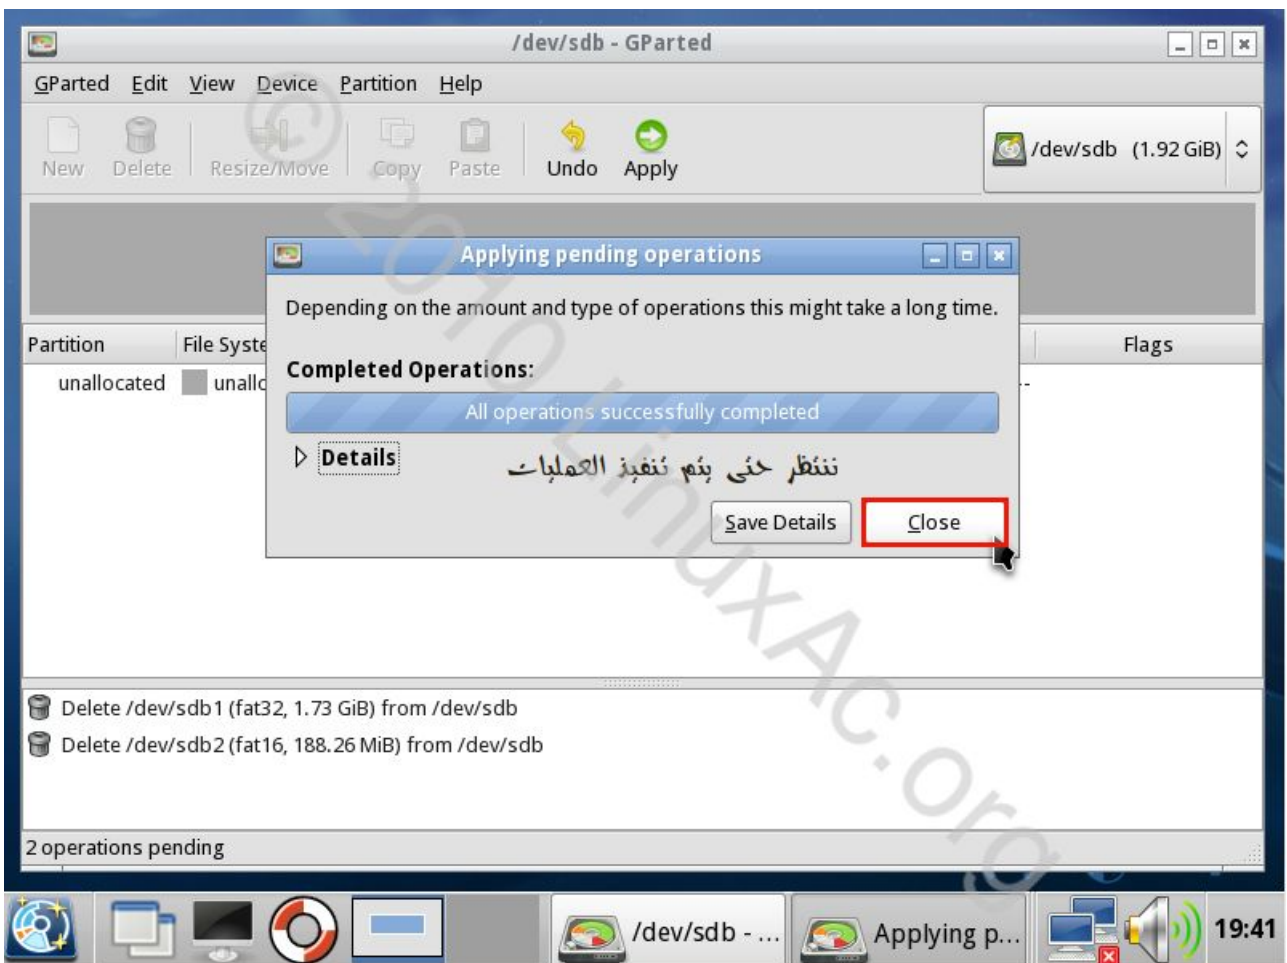 /dev/sdb - GParted
GParted Edit View Device Partition Help
New Delete Resize/Move Copy Paste Undo Apply
/dev/sdb (1.92 GiB)
Applying pending operations
Depending on the amount and type of operations this might take a long time.
Partition File Syste Flags
Completed Operations:
unallocated unallo --
All operations successfully completed
Details
ننتظر حتى يتم تنفيذ العمليات
Save Details Close
Delete /dev/sdb1 (fat32, 1.73 GiB) from /dev/sdb
Delete /dev/sdb2 (fat16, 188.26 MiB) from /dev/sdb
2 operations pending
/dev/sdb - ... Applying p... 19:41
© 2010 LinuxAc.org